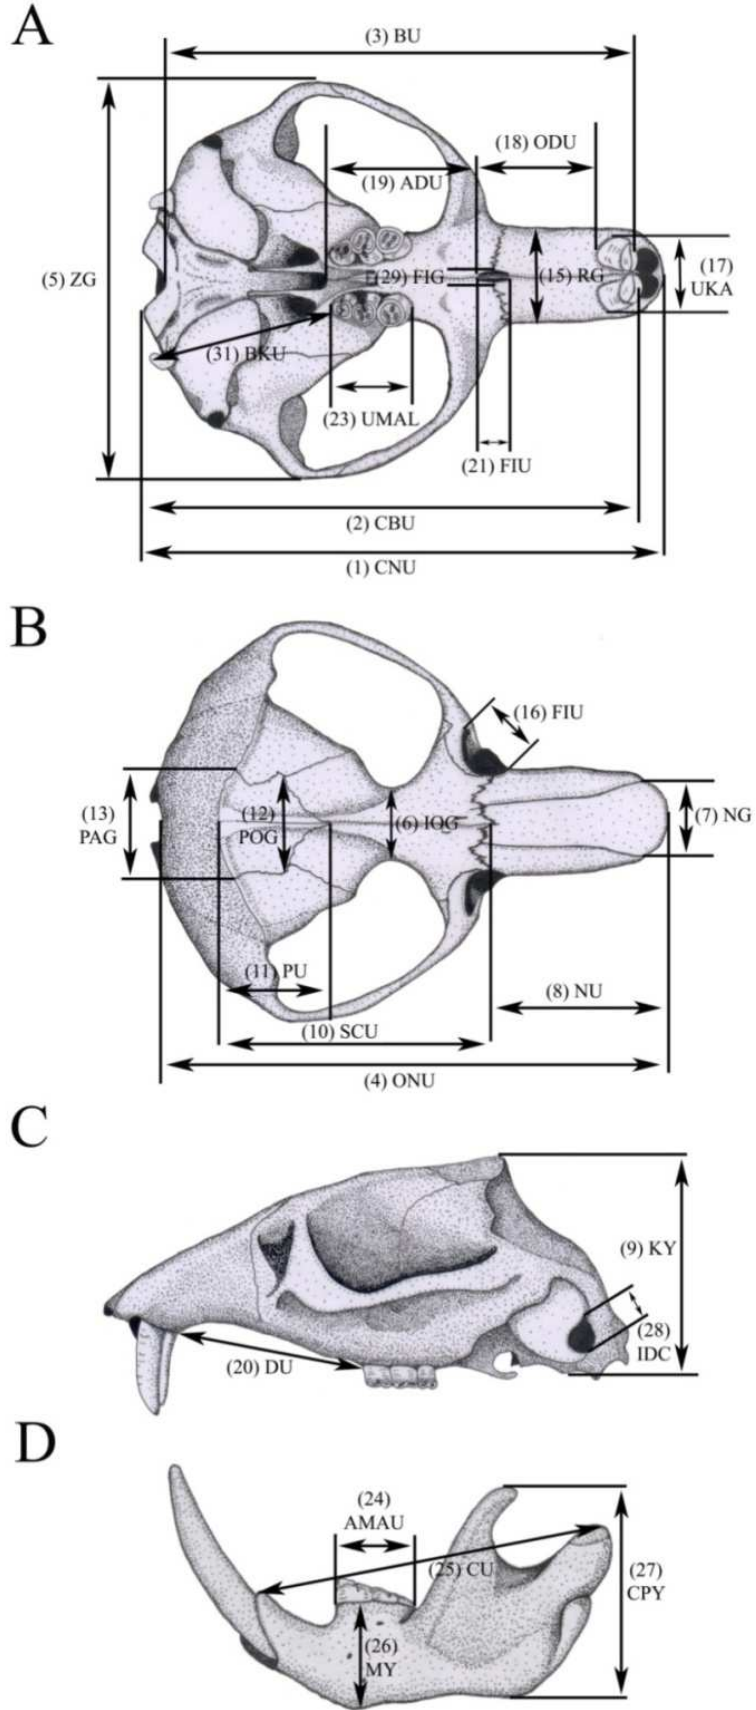 A
(3) BU
(18) ODU
(19) ADU
(5) ZG
(29) FIG
(15) RG
(17)
UKA
(31) BKU
(23) UMAL
(21) FIU
(2) CBU
(1) CNU
B
(16) FIU
(13)
PAG
(12)
POG
(6) IOG
(7) NG
(11) PU
(8) NU
(10) SCU
(4) ONU
C
(9) KY
(28)
IDC
(20) DU
D
(24)
AMAU
(25) CU
(27)
CPY
(26)
MY